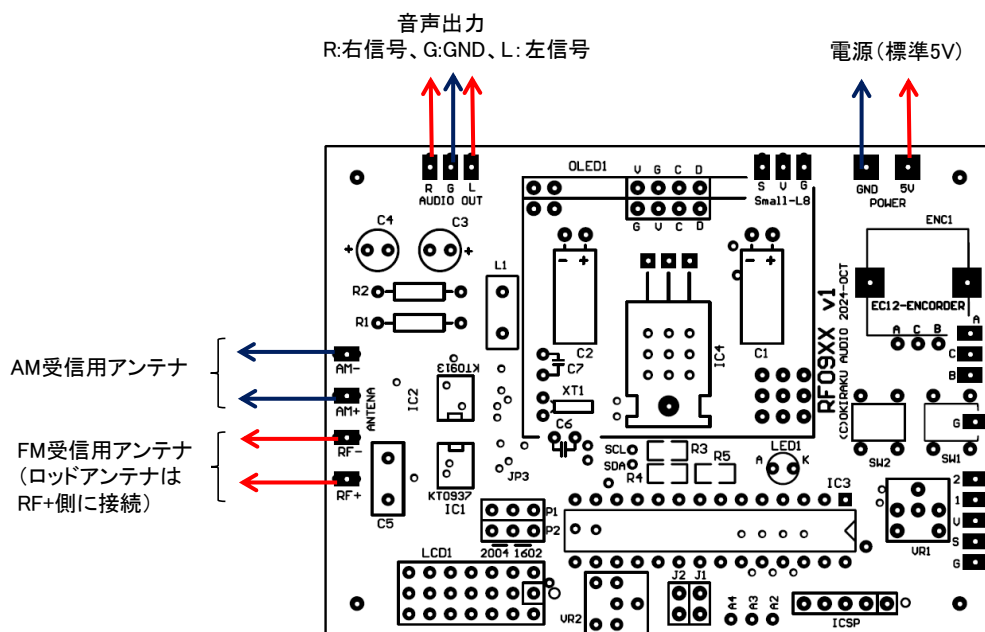 音声出力
R:右信号、G:GND、L:左信号
電源(標準5V)
R G L
AUDIO OUT
OLED1
V G C D
G V C D
S V G
Small-L8
GND 5V
POWER
C4
C3
ENC1
EC12-ENCORDER
A C B
A
C
B
L1
R2
R1
C2
C1
C7
IC4
RF09XX v1
(C)OKIRAKU AUDIO 2024-OCT
AM受信用アンテナ
AM-
AM+
ANTENA
IC2
KT0913
XT1
C6
FM受信用アンテナ
(ロッドアンテナは
RF+側に接続)
RF-
RF+
C5
KT0937
IC1
JP3
SCL
SDA
R3
R4
R5
LED1
A K
SW2
SW1
G
IC3
P1
P2
2004 1602
LCD1
VR2
J2 J1
A4 A3 A2
ICSP
VR1
2
1
V
S
G